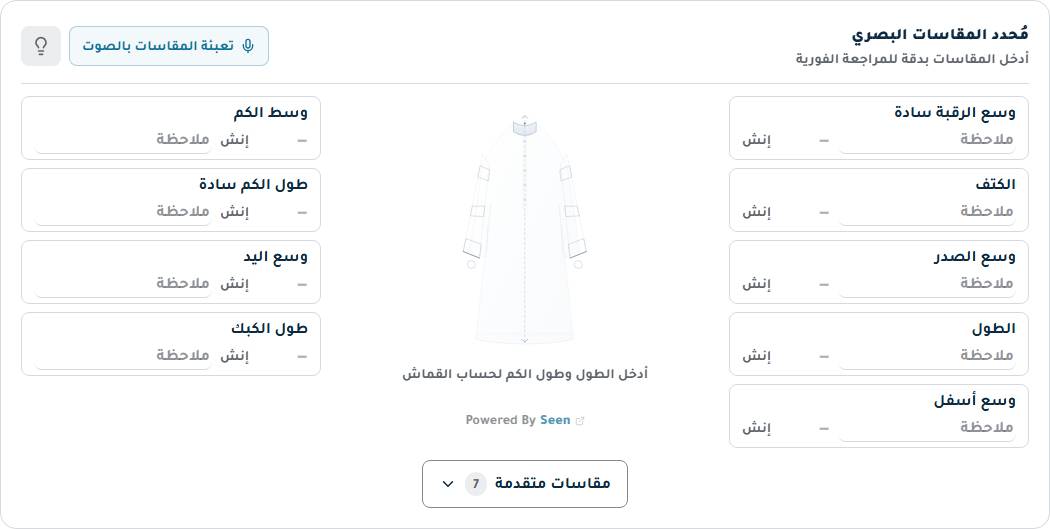 مُحدد المقاسات البصري
أدخل المقاسات بدقة للمراجعة الفورية
تعبئة المقاسات بالصوت
وسع الرقبة سادة
ملاحظة – إنش
الكتف
ملاحظة – إنش
وسع الصدر
ملاحظة – إنش
الطول
ملاحظة – إنش
وسع أسفل
ملاحظة – إنش
أدخل الطول وطول الكم لحساب القماش
Powered By Seen
وسط الكم
– إنش ملاحظة
طول الكم سادة
– إنش ملاحظة
وسع اليد
– إنش ملاحظة
طول الكبك
– إنش ملاحظة
مقاسات متقدمة 7